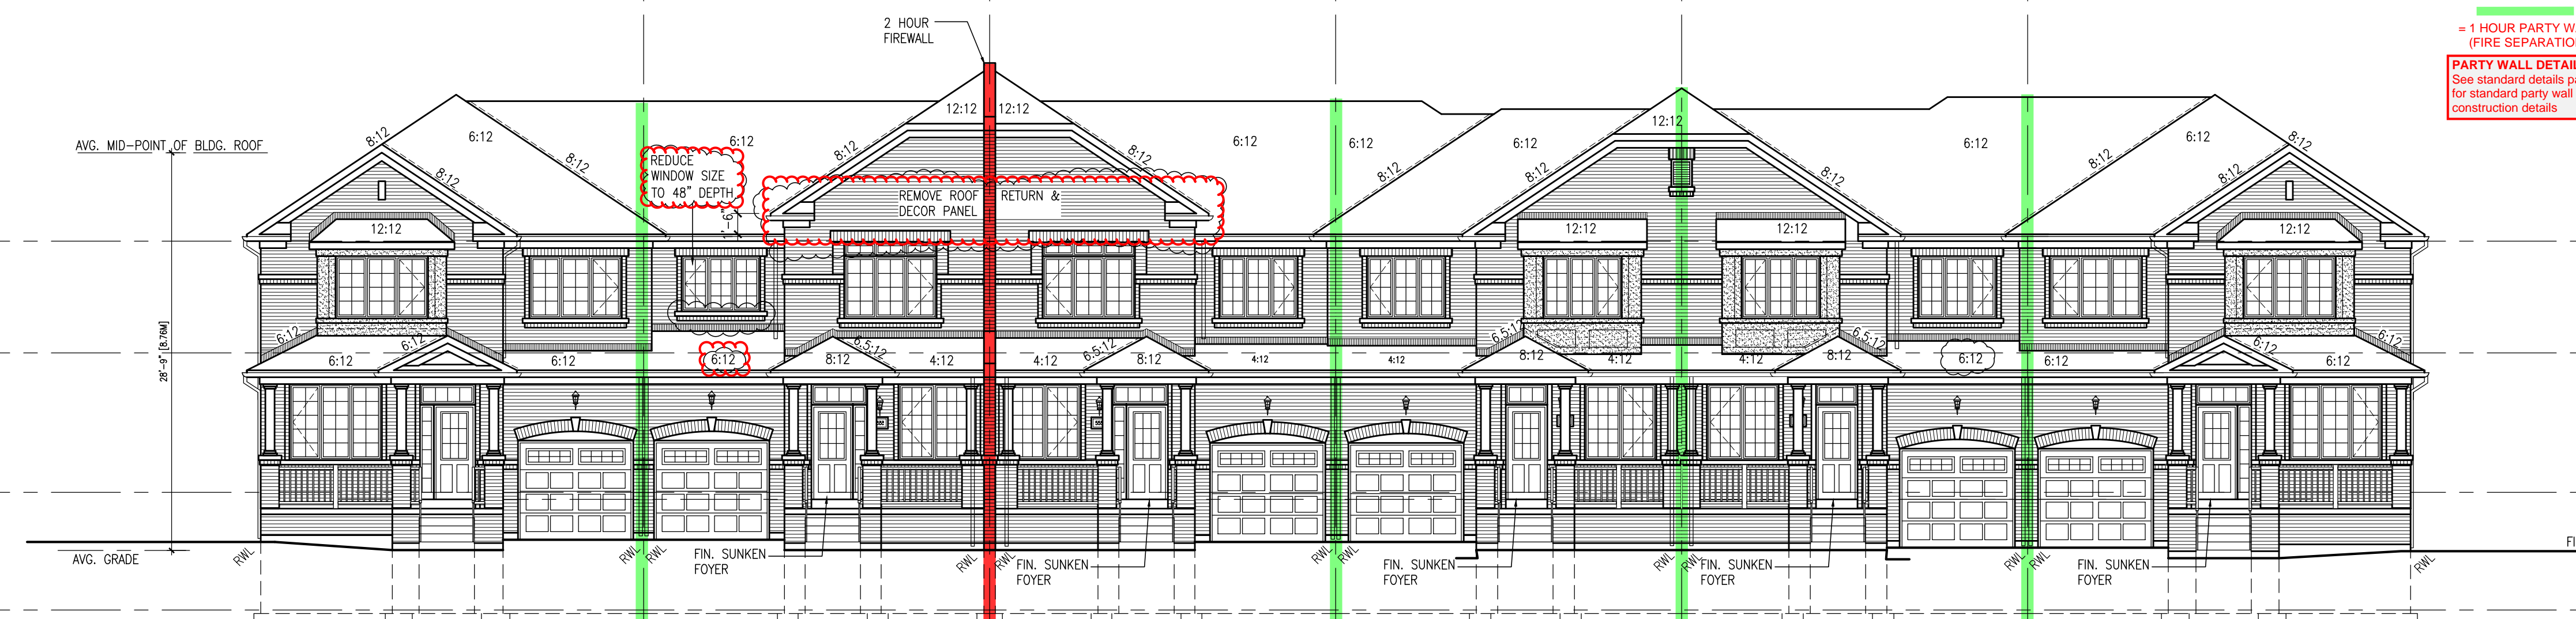 2 HOUR
FIREWALL
= 1 HOUR PARTY
(FIRE
PARTY WALL
See standard details
for standard party wall
construction details
AVG. MID-POINT OF BLDG. ROOF
8:12
6:12
8:12
8:12
6:12
REDUCE
WINDOW SIZE
TO 48" DEPTH
8:12
12:12
12:12
8:12
REMOVE ROOF RETURN &
DECOR PANEL
6:12
6:12
8:12
6:12
8:12
12:12
8:12
6:12
8:12
6:12
8:12
8:12
12:12
12:12
12:12
12:12
28'-9" [8.76M]
6:12
6:12
6:12
6:12
6:12
8:12
6.5:12
4:12
4:12
6.5:12
8:12
4:12
4:12
6.5:12
8:12
4:12
4:12
8:12
6.5:12
6:12
6:12
6:12
6:12
6:12
AVG. GRADE
RWL
RWL
RWL
FIN. SUNKEN
FOYER
RWL
RWL
FIN. SUNKEN
FOYER
RWL
RWL
FIN. SUNKEN
FOYER
RWL
RWL
FIN. SUNKEN
FOYER
RWL
RWL
FIN. SUNKEN
FOYER
RWL